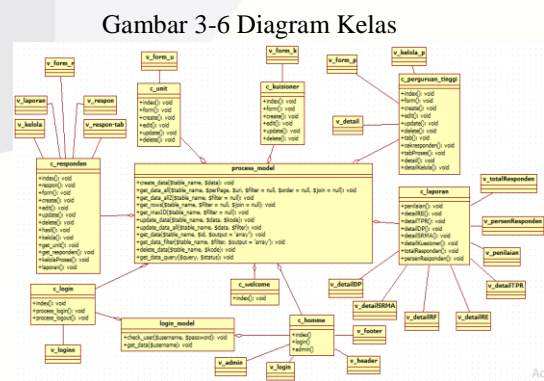 Gambar 3-6 Diagram Kelas
v_form_r
v_form_u
v_form_k
v_form_p
v_kelola_p
v_laporan
v_respon
v_kelola
v_respon-tab
v_detail
c_unit
+index(): void
+form(): void
+create(): void
+edit(): void
+update(): void
+delete(): void
c_kuisioner
+index(): void
+form(): void
+create(): void
+edit(): void
+update(): void
+delete(): void
c_perguruan_tinggi
+index(): void
+form(): void
+create(): void
+edit(): void
+update(): void
+delete(): void
+tab(): void
+cekresponden(): void
+tabProses(): void
+detail(): void
+detailKelola(): void
c_responden
+index(): void
+respon(): void
+form(): void
+create(): void
+edit(): void
+update(): void
+delete(): void
+hasil(): void
+kelola(): void
+get_unit(): void
+get_responden(): void
+kelolaProses(): void
+laporan(): void
process_model
+create_data($table_name, $data): void
+get_data_all($table_name, $perPage, $uri, $filter = null, $order = null, $join = null): void
+get_data_all2($table_name, $filter = null): void
+get_rows($table_name, $filter = null, $join = null): void
+get_maxID($table_name, $filter = null): void
+update_data($table_name, $data, $kode): void
+update_data_all($table_name, $data, $filter): void
+get_data($table_name, $id, $output = 'array'): void
+get_data_filter($table_name, $filter, $output = 'array'): void
+delete_data($table_name, $kode): void
+get_data_query($query, $status): void
c_laporan
+penilaian(): void
+detailRE(): void
+detailTPR(): void
+detailDP(): void
+detailSRMA(): void
+detailKuesioner(): void
+totalResponden(): void
+persenResponden(): void
v_totalResponden
v_persenResponden
v_penilaian
v_detailTPR
v_detailDP
v_detailSRMA
v_detailRF
v_detailRE
c_login
+index(): void
+process_login(): void
+process_logout(): void
c_welcome
+index(): void
login_model
+check_user($username, $password): void
+get_data($username): void
c_homme
+index()
+login()
+admin()
v_loginn
v_admin
v_login
v_footer
v_header